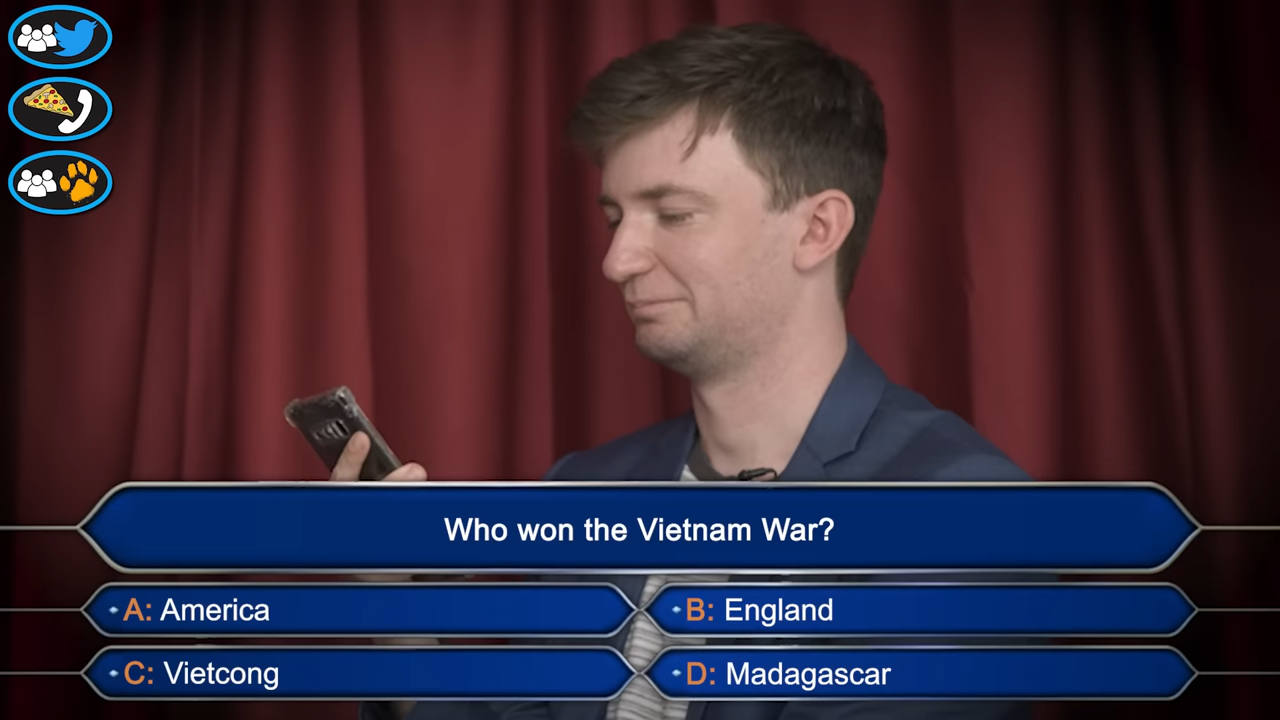 Who won the Vietnam War?
A: America
B: England
C: Vietcong
D: Madagascar